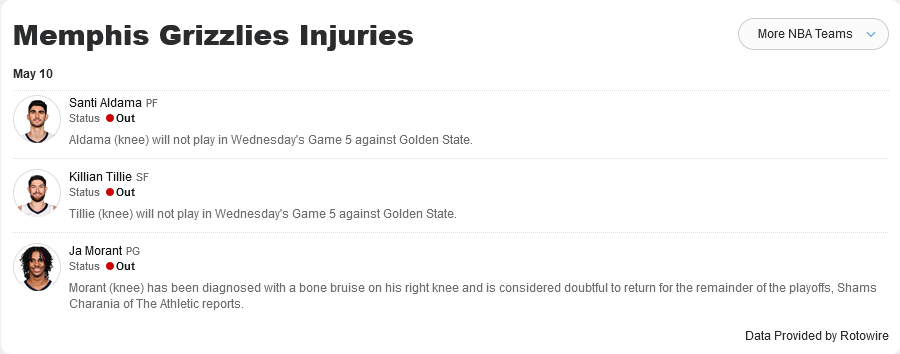 Memphis Grizzlies Injuries
More NBA Teams
May 10
Santi Aldama PF
Status Out
Aldama (knee) will not play in Wednesday's Game 5 against Golden State.
Killian Tillie SF
Status Out
Tillie (knee) will not play in Wednesday's Game 5 against Golden State.
Ja Morant PG
Status Out
Morant (knee) has been diagnosed with a bone bruise on his right knee and is considered doubtful to return for the remainder of the playoffs, Shams
Charania of The Athletic reports.
Data Provided by Rotowire